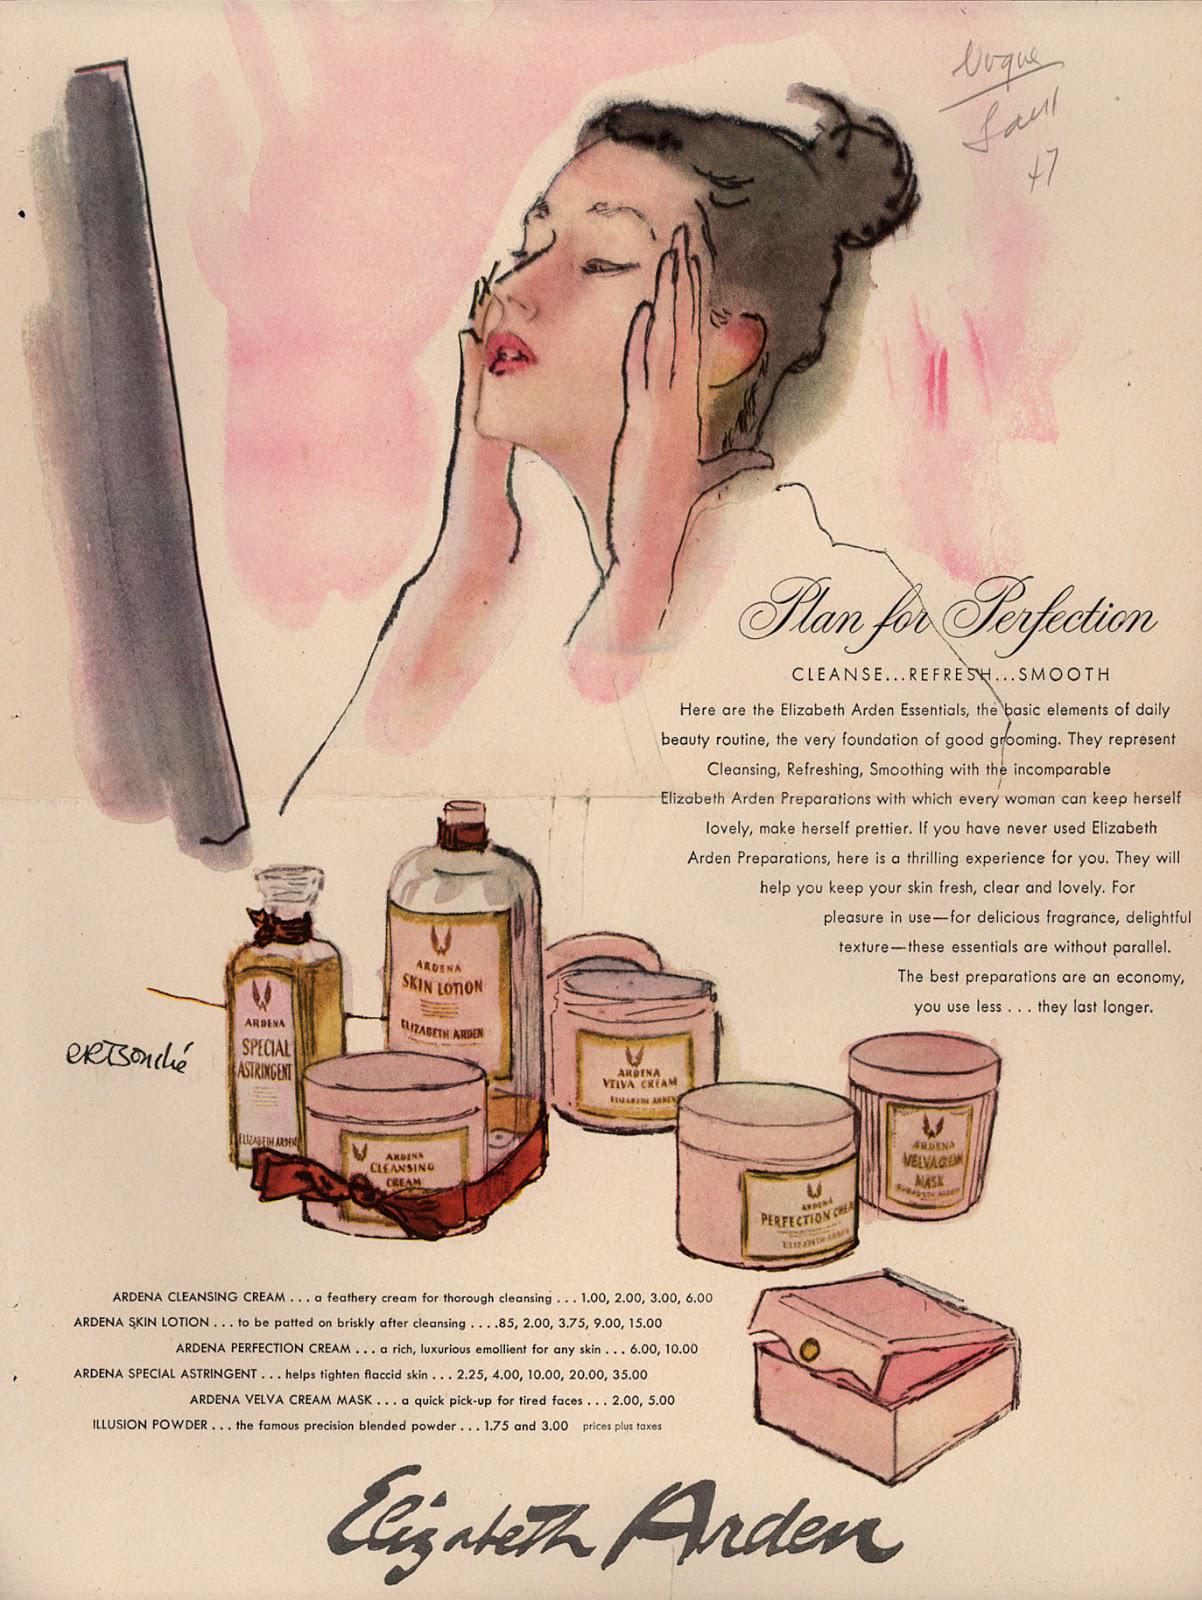 Vogue
47
Plan for Perfection
CLEANSE...REFRESH...SMOOTH
Here are the Elizabeth Arden Essentials, the basic elements of daily
beauty routine, the very foundation of good grooming. They represent
Cleansing, Refreshing, Smoothing with the incomparable
Elizabeth Arden Preparations with which every woman can keep herself
lovely, make herself prettier. If you have never used Elizabeth
Arden Preparations, here is a thrilling experience for you. They will
help you keep your skin fresh, clear and lovely. For
pleasure in use—for delicious fragrance, delightful
texture—these essentials are without parallel.
The best preparations are an economy,
you use less . . . they last longer.
ARDENA
SKIN LOTION
ELIZABETH ARDEN
ARDENA
SPECIAL
ASTRINGENT
ELIZABETH ARDEN
ARDENA
VELVA CREAM
ELIZABETH ARDEN
ARDENA
CLEANSING
CREAM
ARDENA
PERFECTION CREA
ELIZABETH ARDEN
ARDENA
VELVA CREAM
MASK
ELIZABETH ARDEN
ARDENA CLEANSING CREAM . . . a feathery cream for thorough cleansing . . . 1.00, 2.00, 3.00, 6.00
ARDENA SKIN LOTION . . . to be patted on briskly after cleansing . . . .85, 2.00, 3.75, 9.00, 15.00
ARDENA PERFECTION CREAM . . . a rich, luxurious emollient for any skin . . . 6.00, 10.00
ARDENA SPECIAL ASTRINGENT . . . helps tighten flaccid skin . . . 2.25, 4.00, 10.00, 20.00, 35.00
ARDENA VELVA CREAM MASK . . . a quick pick-up for tired faces . . . 2.00, 5.00
ILLUSION POWDER . . . the famous precision blended powder . . . 1.75 and 3.00 prices plus taxes
Elizabeth Arden